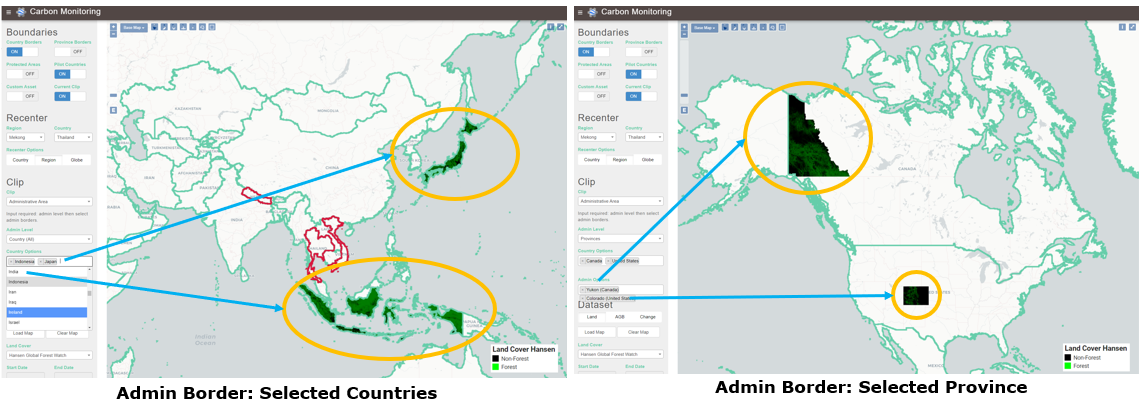 Carbon Monitoring
Boundaries
Country Borders Province Borders
ON OFF
Protected Areas Pilot Countries
OFF ON
Custom Asset Current Clip
OFF ON
Recenter
Region Country
Mekong Thailand
Recenter Options
Country Region Globe
Clip
Clip
Administrative Area
Input required: admin level then select
admin borders.
Admin Level
Country (All)
Country Options
× Indonesia × Japan
India
Indonesia
Iran
Iraq
Ireland
Israel
Load Map Clear Map
Land Cover
Hansen Global Forest Watch
Start Date End Date
Base Map
KAZAKHSTAN
MONGOLIA
CHINA
IRAN
INDIA
Indian
Ocean
Land Cover Hansen
Non-Forest
Forest
Admin Border: Selected Countries
Carbon Monitoring
Boundaries
Country Borders Province Borders
ON OFF
Protected Areas Pilot Countries
OFF ON
Custom Asset Current Clip
OFF ON
Recenter
Region Country
Mekong Thailand
Recenter Options
Country Region Globe
Clip
Clip
Administrative Area
Input required: admin level then select
admin borders.
Admin Level
Provinces
Country Options
× Canada × United States
Admin Options
× Yukon (Canada)
× Colorado (United States)
Dataset
Land AGB Change
Load Map Clear Map
Land Cover
Hansen Global Forest Watch
Start Date End Date
Base Map
CANADA
MEXICO
Land Cover Hansen
Non-Forest
Forest
Admin Border: Selected Province